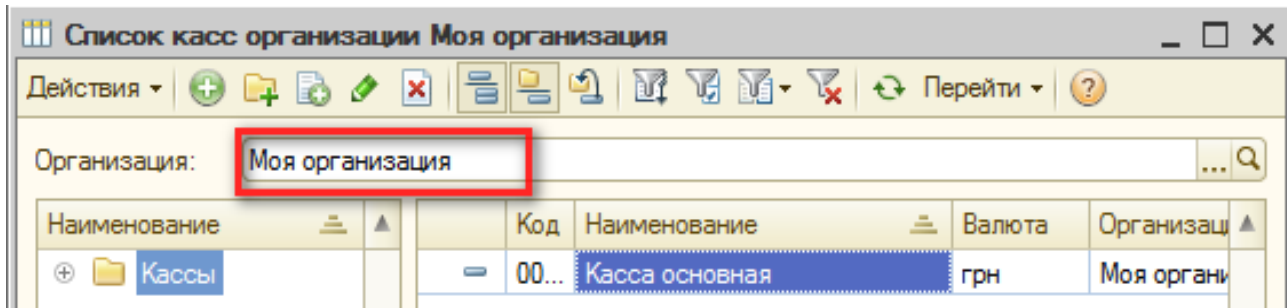 Список касс организации Моя организация
Действия Перейти
Организация: Моя организация ...
Наименование Код Наименование Валюта Организаци
Кассы 00... Касса основная грн Моя органи